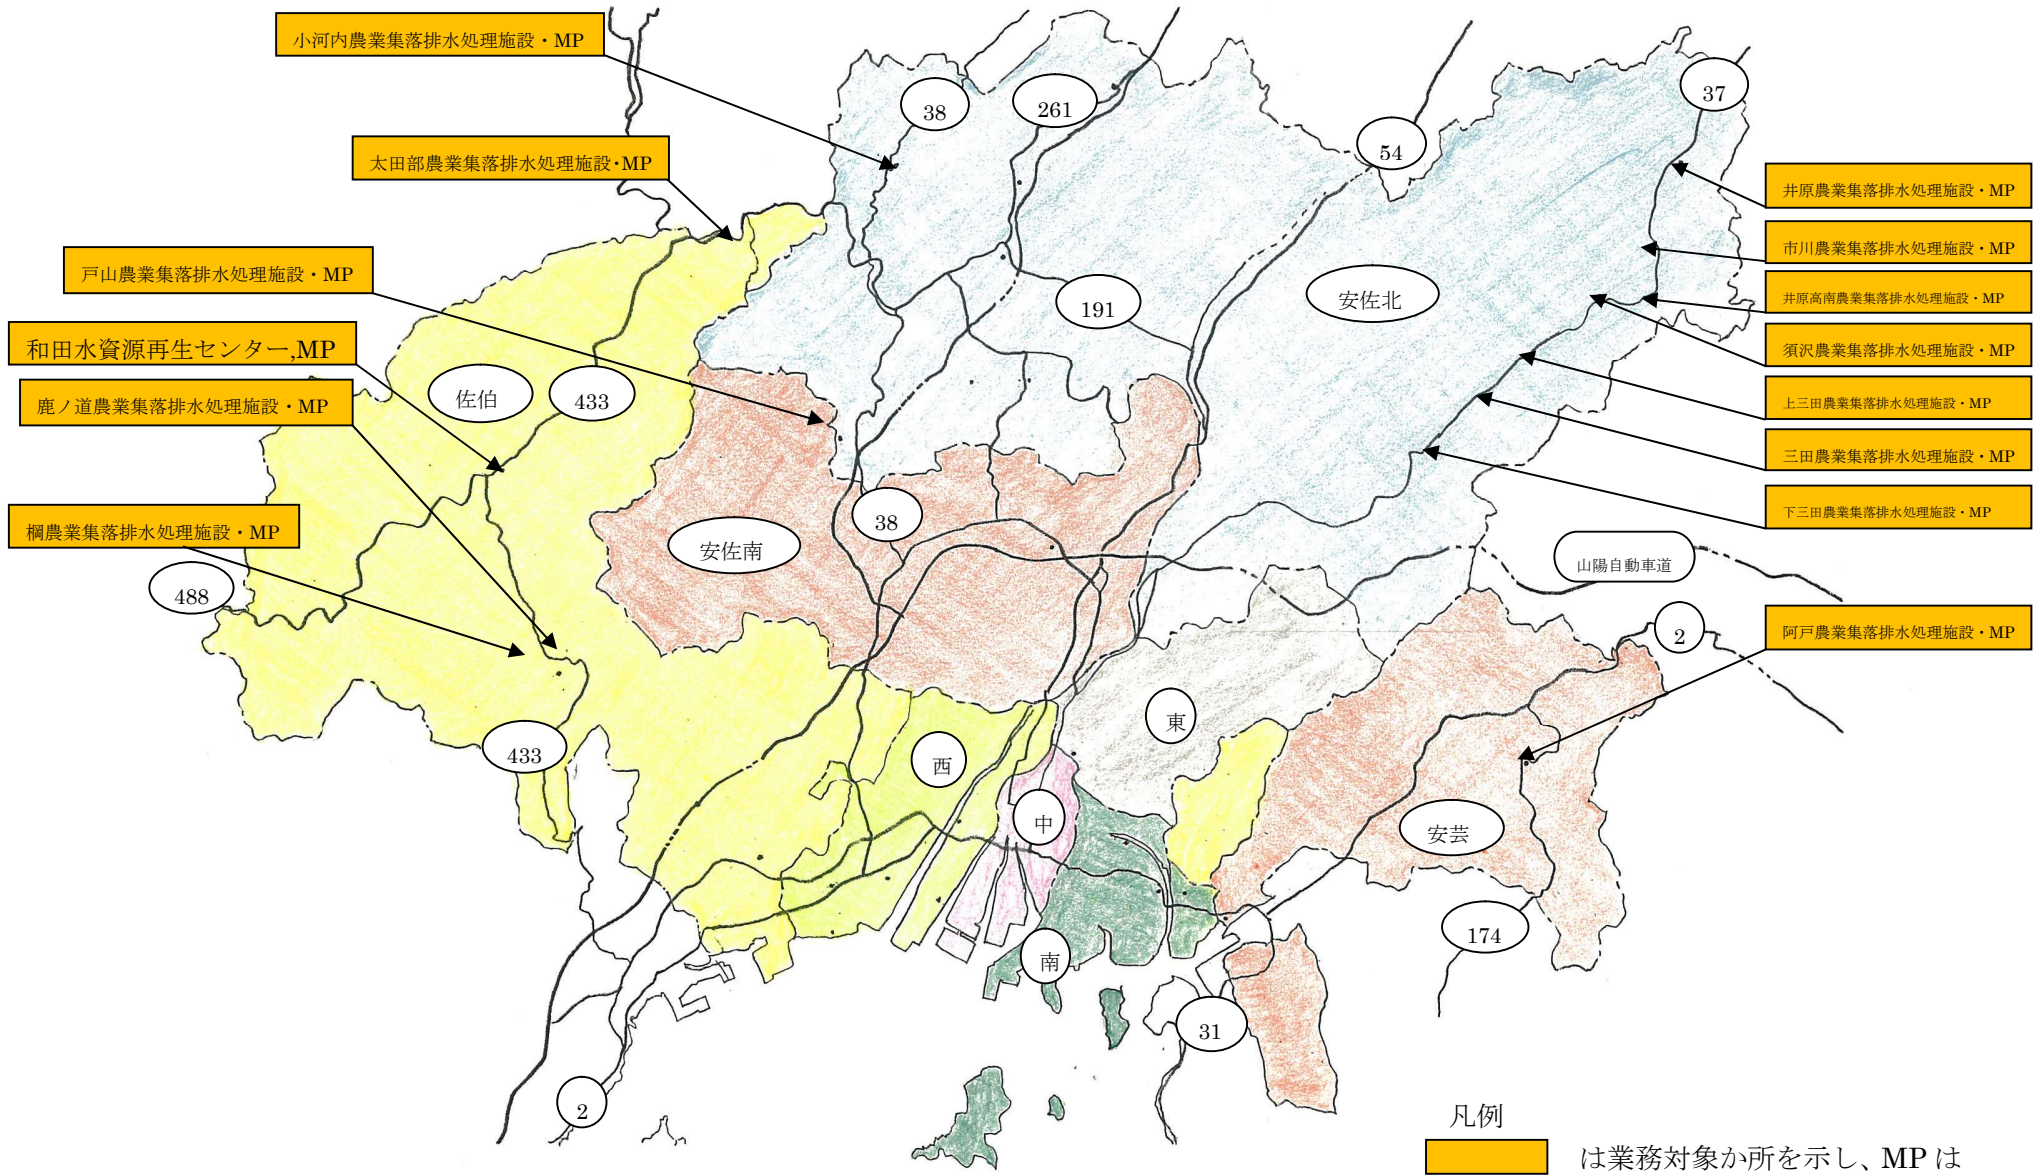 小河内農業集落排水処理施設・MP
38
261
37
54
太田部農業集落排水処理施設・MP
井原農業集落排水処理施設・MP
市川農業集落排水処理施設・MP
戸山農業集落排水処理施設・MP
井原高南農業集落排水処理施設・MP
191
安佐北
和田水資源再生センター,MP
須沢農業集落排水処理施設・MP
佐伯
433
鹿ノ道農業集落排水処理施設・MP
上三田農業集落排水処理施設・MP
三田農業集落排水処理施設・MP
下三田農業集落排水処理施設・MP
38
棡農業集落排水処理施設・MP
安佐南
山陽自動車道
488
2
阿戸農業集落排水処理施設・MP
東
433
西
中
安芸
174
南
31
2
凡例
は業務対象か所を示し、MP は